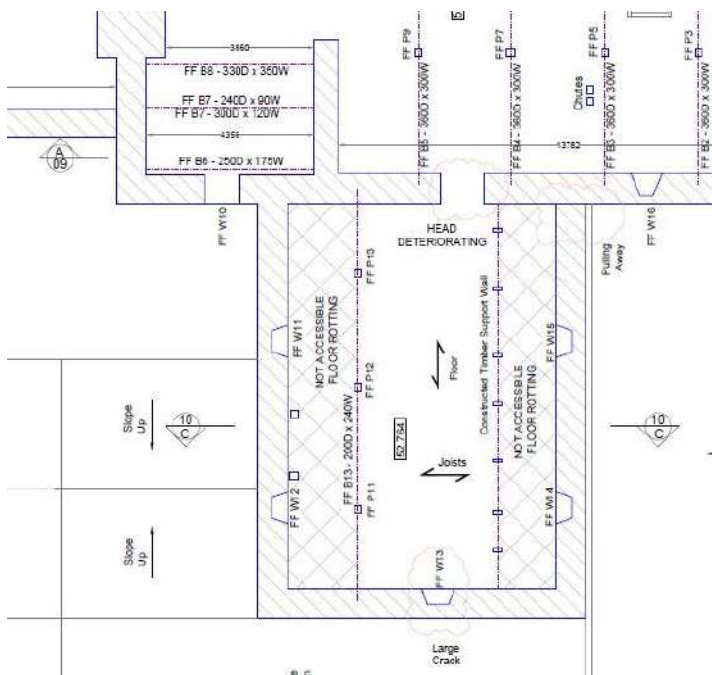 3160
FF B8 - 330D x 350W
FF B7 - 240D x 90W
FF B7 - 300D x 120W
4355
FF B6 - 250D x 175W
A
09
FF P9
FF P7
FF P5
FF P3
FF B5 - 360D x 300W
FF B4 - 360D x 300W
FF B3 - 360D x 300W
FF B2 - 360D x 300W
Chutes
13782
FF W10
HEAD
DETERIORATING
Pulling
Away
FF W16
FF P13
FF W11
NOT ACCESSIBLE
FLOOR ROTTING
FF P12
Floor
Constructed Timber Support Wall
FF W15
NOT ACCESSIBLE
FLOOR ROTTING
Slope
Up
10
C
52.764
10
C
FF B13 - 200D x 240W
Joists
FF W12
FF P11
FF W14
Slope
Up
FF W13
Large
Crack